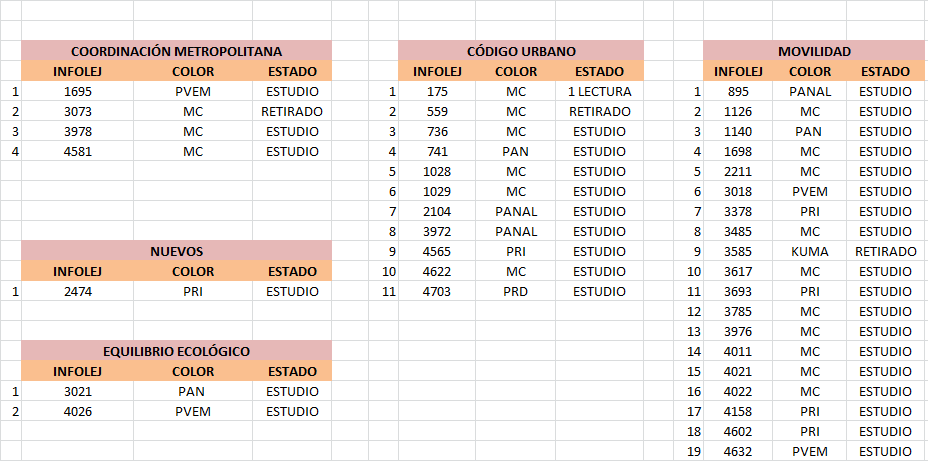 COORDINACIÓN METROPOLITANA
INFOLEJ COLOR ESTADO
1 1695 PVEM ESTUDIO
2 3073 MC RETIRADO
3 3978 MC ESTUDIO
4 4581 MC ESTUDIO
NUEVOS
INFOLEJ COLOR ESTADO
1 2474 PRI ESTUDIO
EQUILIBRIO ECOLÓGICO
INFOLEJ COLOR ESTADO
1 3021 PAN ESTUDIO
2 4026 PVEM ESTUDIO
CÓDIGO URBANO
INFOLEJ COLOR ESTADO
1 175 MC 1 LECTURA
2 559 MC RETIRADO
3 736 MC ESTUDIO
4 741 PAN ESTUDIO
5 1028 MC ESTUDIO
6 1029 MC ESTUDIO
7 2104 PANAL ESTUDIO
8 3972 PANAL ESTUDIO
9 4565 PRI ESTUDIO
10 4622 MC ESTUDIO
11 4703 PRD ESTUDIO
MOVILIDAD
INFOLEJ COLOR ESTADO
1 895 PANAL ESTUDIO
2 1126 MC ESTUDIO
3 1140 PAN ESTUDIO
4 1698 MC ESTUDIO
5 2211 MC ESTUDIO
6 3018 PVEM ESTUDIO
7 3378 PRI ESTUDIO
8 3485 MC ESTUDIO
9 3585 KUMA RETIRADO
10 3617 MC ESTUDIO
11 3693 PRI ESTUDIO
12 3785 MC ESTUDIO
13 3976 MC ESTUDIO
14 4011 MC ESTUDIO
15 4021 MC ESTUDIO
16 4022 MC ESTUDIO
17 4158 PRI ESTUDIO
18 4602 PRI ESTUDIO
19 4632 PVEM ESTUDIO